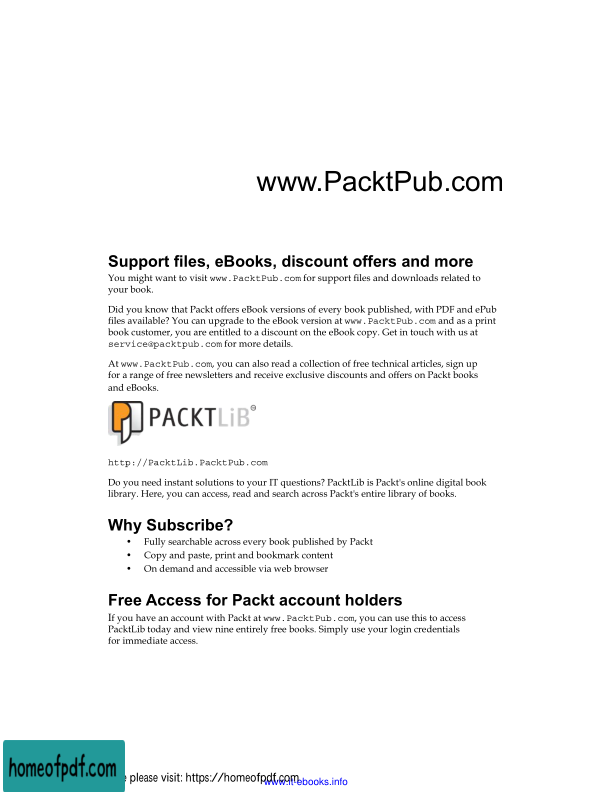 www.PacktPub.com
Support files, eBooks, discount offers and more
You might want to visit www.PacktPub.com for support files and downloads related to
your book.
Did you know that Packt offers eBook versions of every book published, with PDF and ePub
files available? You can upgrade to the eBook version at www.PacktPub.com and as a print
book customer, you are entitled to a discount on the eBook copy. Get in touch with us at
service@packtpub.com for more details.
At www.PacktPub.com, you can also read a collection of free technical articles, sign up
for a range of free newsletters and receive exclusive discounts and offers on Packt books
and eBooks.
PACKTLiB
http://PacktLib.PacktPub.com
Do you need instant solutions to your IT questions? PacktLib is Packt's online digital book
library. Here, you can access, read and search across Packt's entire library of books.
Why Subscribe?
• Fully searchable across every book published by Packt
• Copy and paste, print and bookmark content
• On demand and accessible via web browser
Free Access for Packt account holders
If you have an account with Packt at www.PacktPub.com, you can use this to access
PacktLib today and view nine entirely free books. Simply use your login credentials
for immediate access.
homeofpdf.com
please visit: https://homeofpdf.com
www.it-ebooks.info